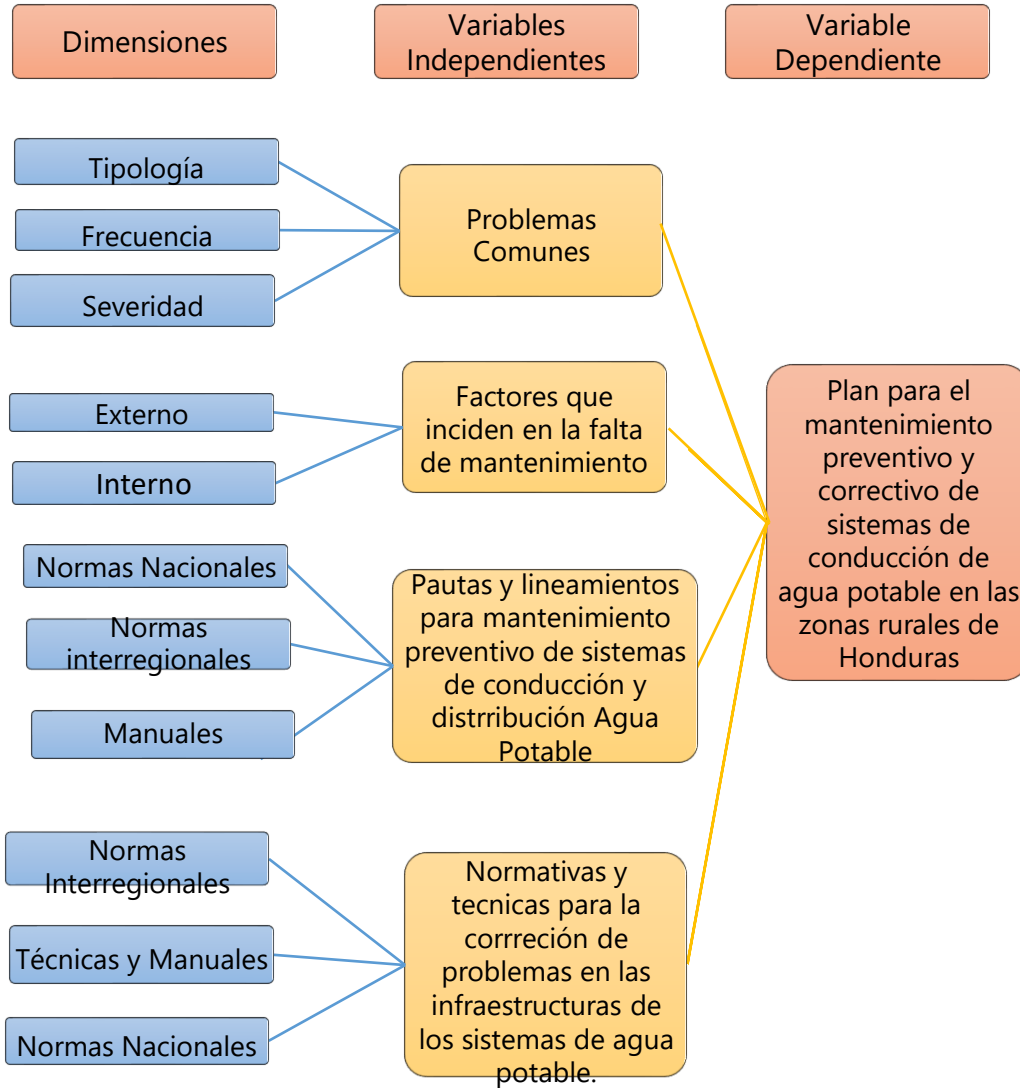 Dimensiones
Variables
Independientes
Variable
Dependiente
Tipología
Frecuencia
Severidad
Problemas
Comunes
Externo
Interno
Factores que
inciden en la falta
de mantenimiento
Normas Nacionales
Normas
interregionales
Manuales
Pautas y lineamientos
para mantenimiento
preventivo de sistemas
de conducción y
distrribución Agua
Potable
Normas
Interregionales
Técnicas y Manuales
Normas Nacionales
Normativas y
tecnicas para la
corrreción de
problemas en las
infraestructuras de
los sistemas de agua
potable.
Plan para el
mantenimiento
preventivo y
correctivo de
sistemas de
conducción de
agua potable en las
zonas rurales de
Honduras